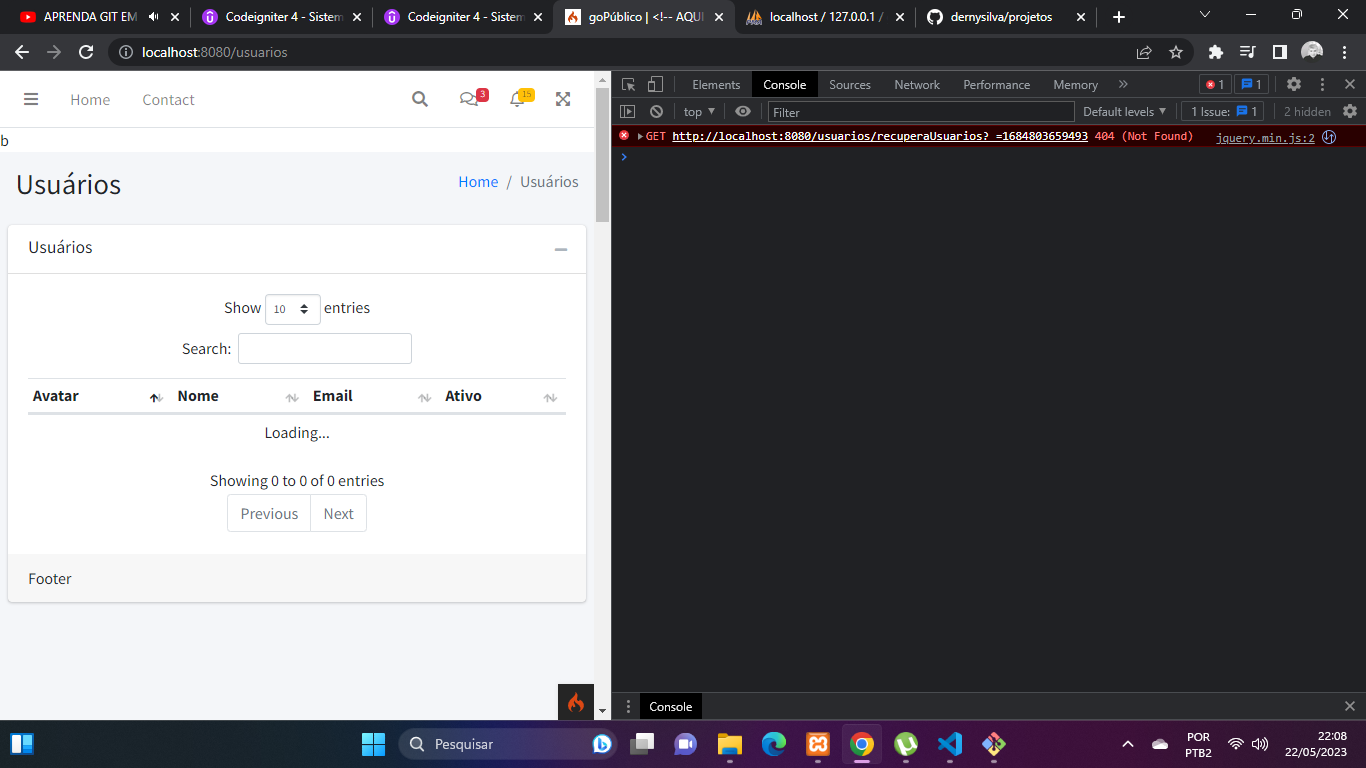 APRENDA GIT EM
Codeigniter 4 - Sistem
Codeigniter 4 - Sistem
goPúblico | <!-- AQUI
localhost / 127.0.0.1 /
dernysilva/projetos
localhost:8080/usuarios
Home Contact
3
15
b
Usuários
Home / Usuários
Usuários
Show 10 entries
Search:
Avatar Nome Email Ativo
Loading...
Showing 0 to 0 of 0 entries
Previous Next
Footer
Elements Console Sources Network Performance Memory
1
1
top
Filter
Default levels
1 Issue: 1
2 hidden
GET http://localhost:8080/usuarios/recuperaUsuarios?_=1684803659493 404 (Not Found)
jquery.min.js:2
Console
Pesquisar
POR
PTB2
22:08
22/05/2023